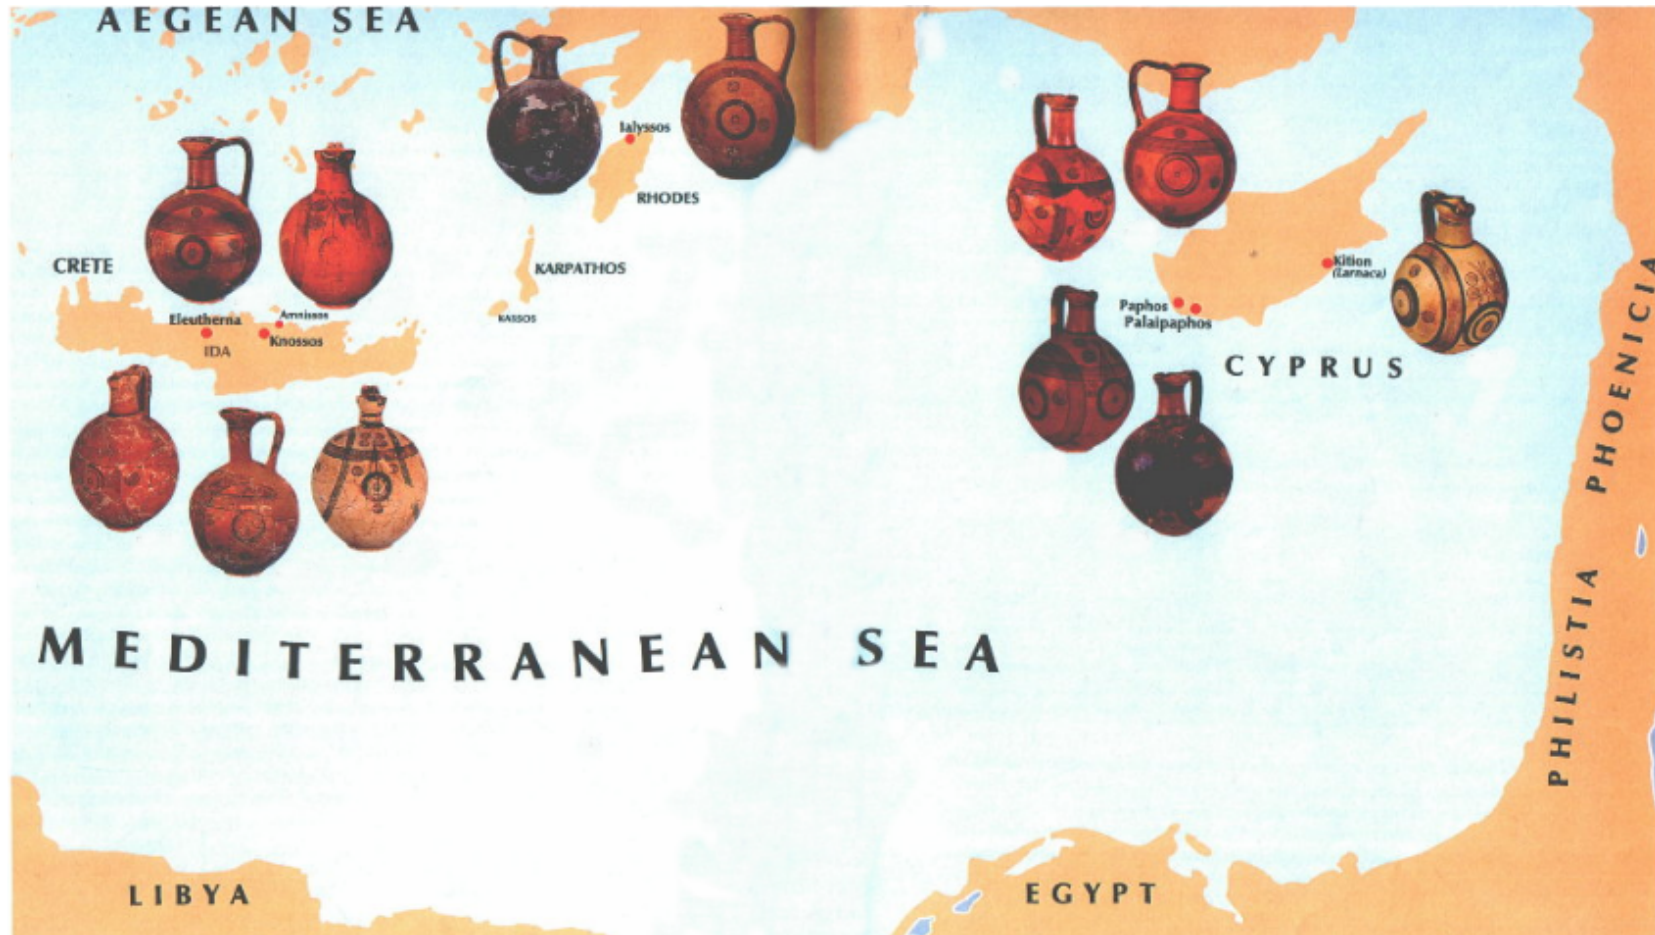 AEGEAN SEA
Ialyssos
RHODES
CRETE
KARPATHOS
KASSOS
Eleutherna
Amnissos
IDA
Knossos
Kition
(Larnaca)
Paphos
Palaipaphos
CYPRUS
PHOENICIA
PHILISTIA
MEDITERRANEAN SEA
LIBYA
EGYPT